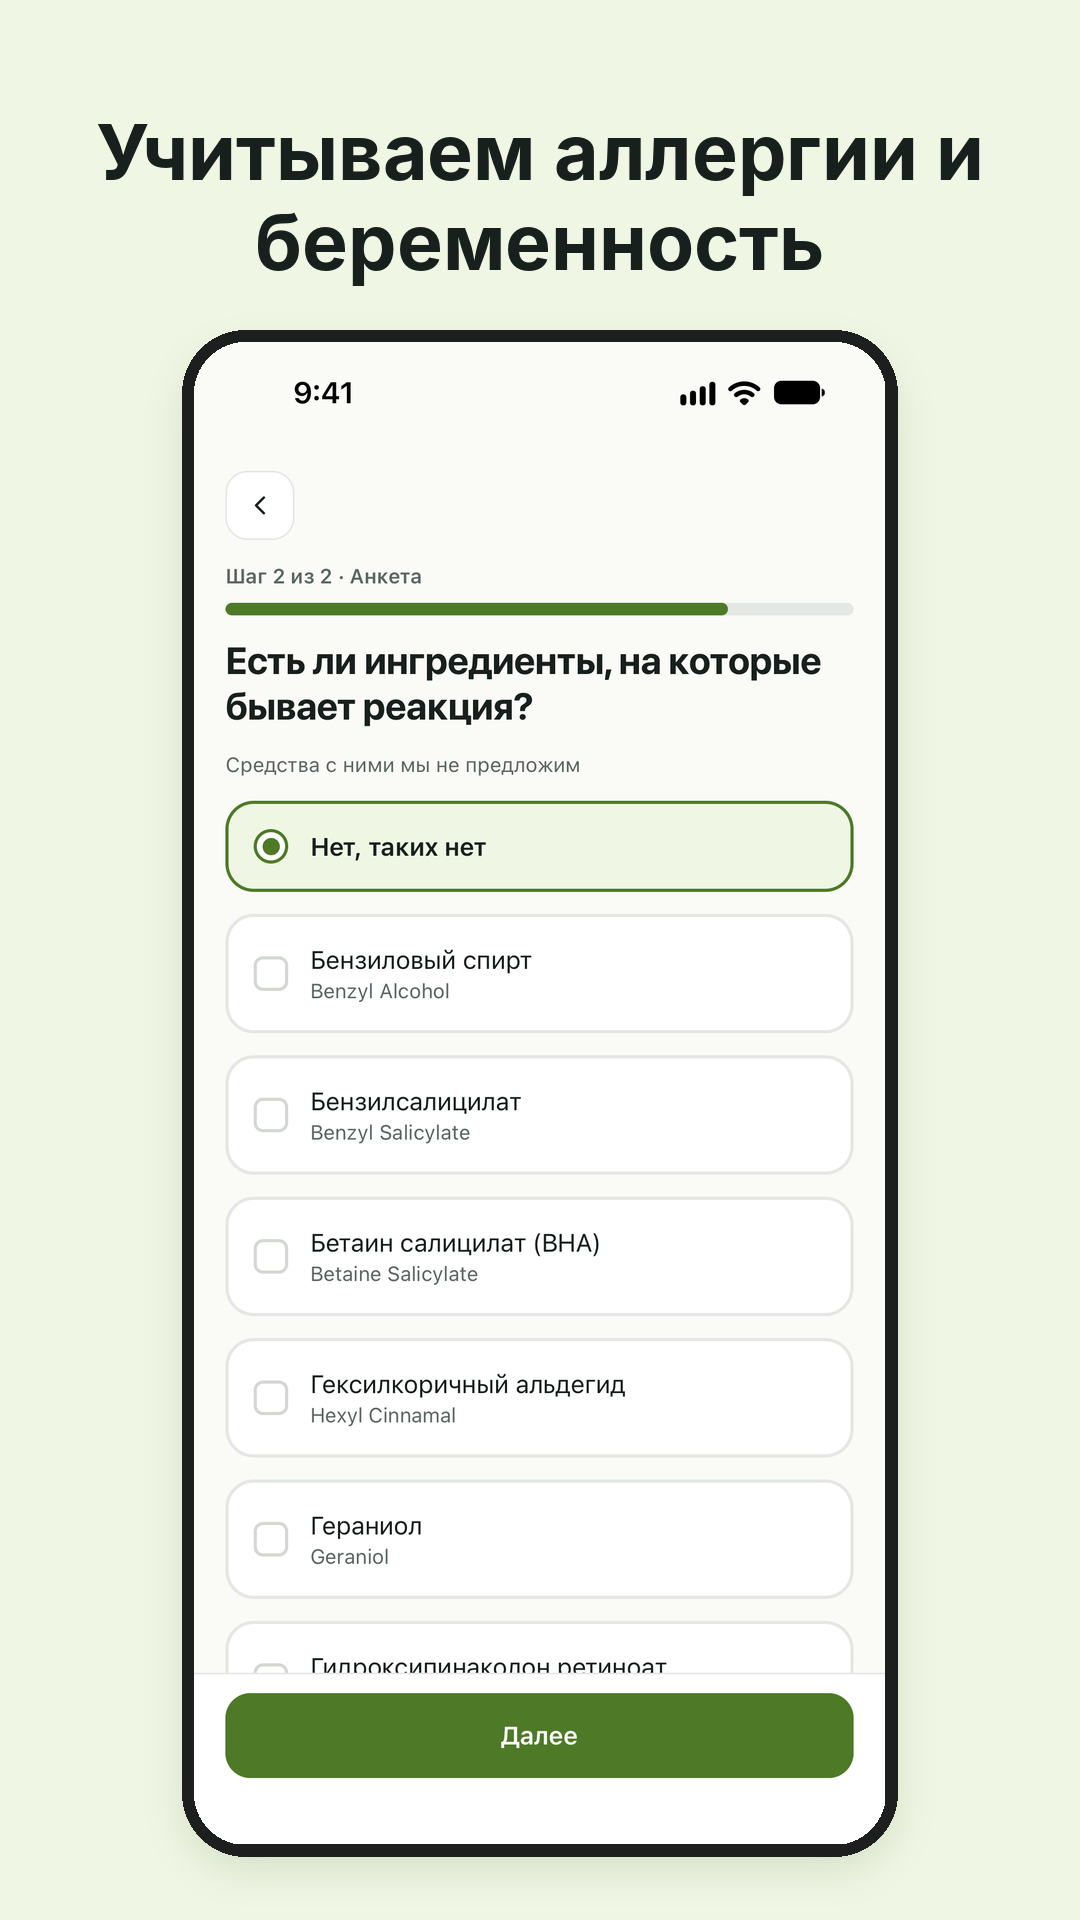 Учитываем аллергии и
беременность
9:41
Шаг 2 из 2 · Анкета
Есть ли ингредиенты, на которые
бывает реакция?
Средства с ними мы не предложим
Нет, таких нет
Бензиловый спирт
Benzyl Alcohol
Бензилсалицилат
Benzyl Salicylate
Бетаин салицилат (BHA)
Betaine Salicylate
Гексилкоричный альдегид
Hexyl Cinnamal
Гераниол
Geraniol
Гидроксипинаколон ретиноат
Далее